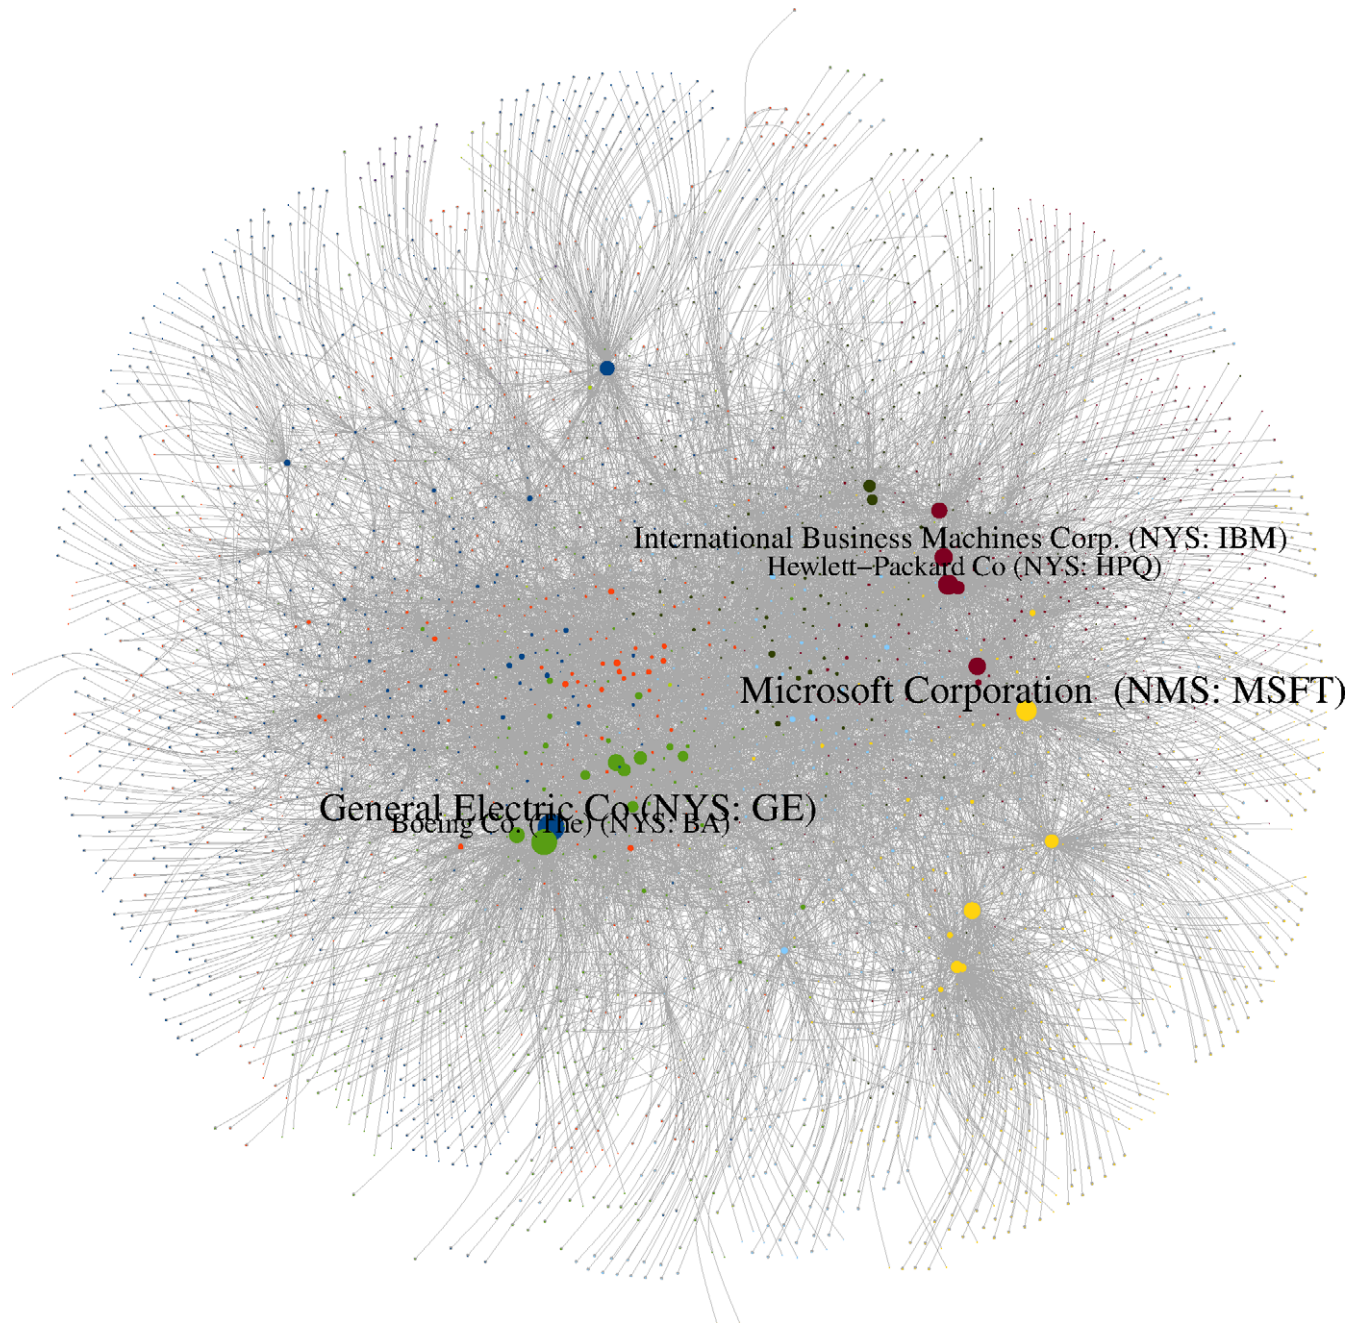 International Business Machines Corp. (NYS: IBM)
Hewlett−Packard Co (NYS: HPQ)
Microsoft Corporation  (NMS: MSFT)
General Electric Co (NYS: GE)
Boeing Co. (The) (NYS: BA)